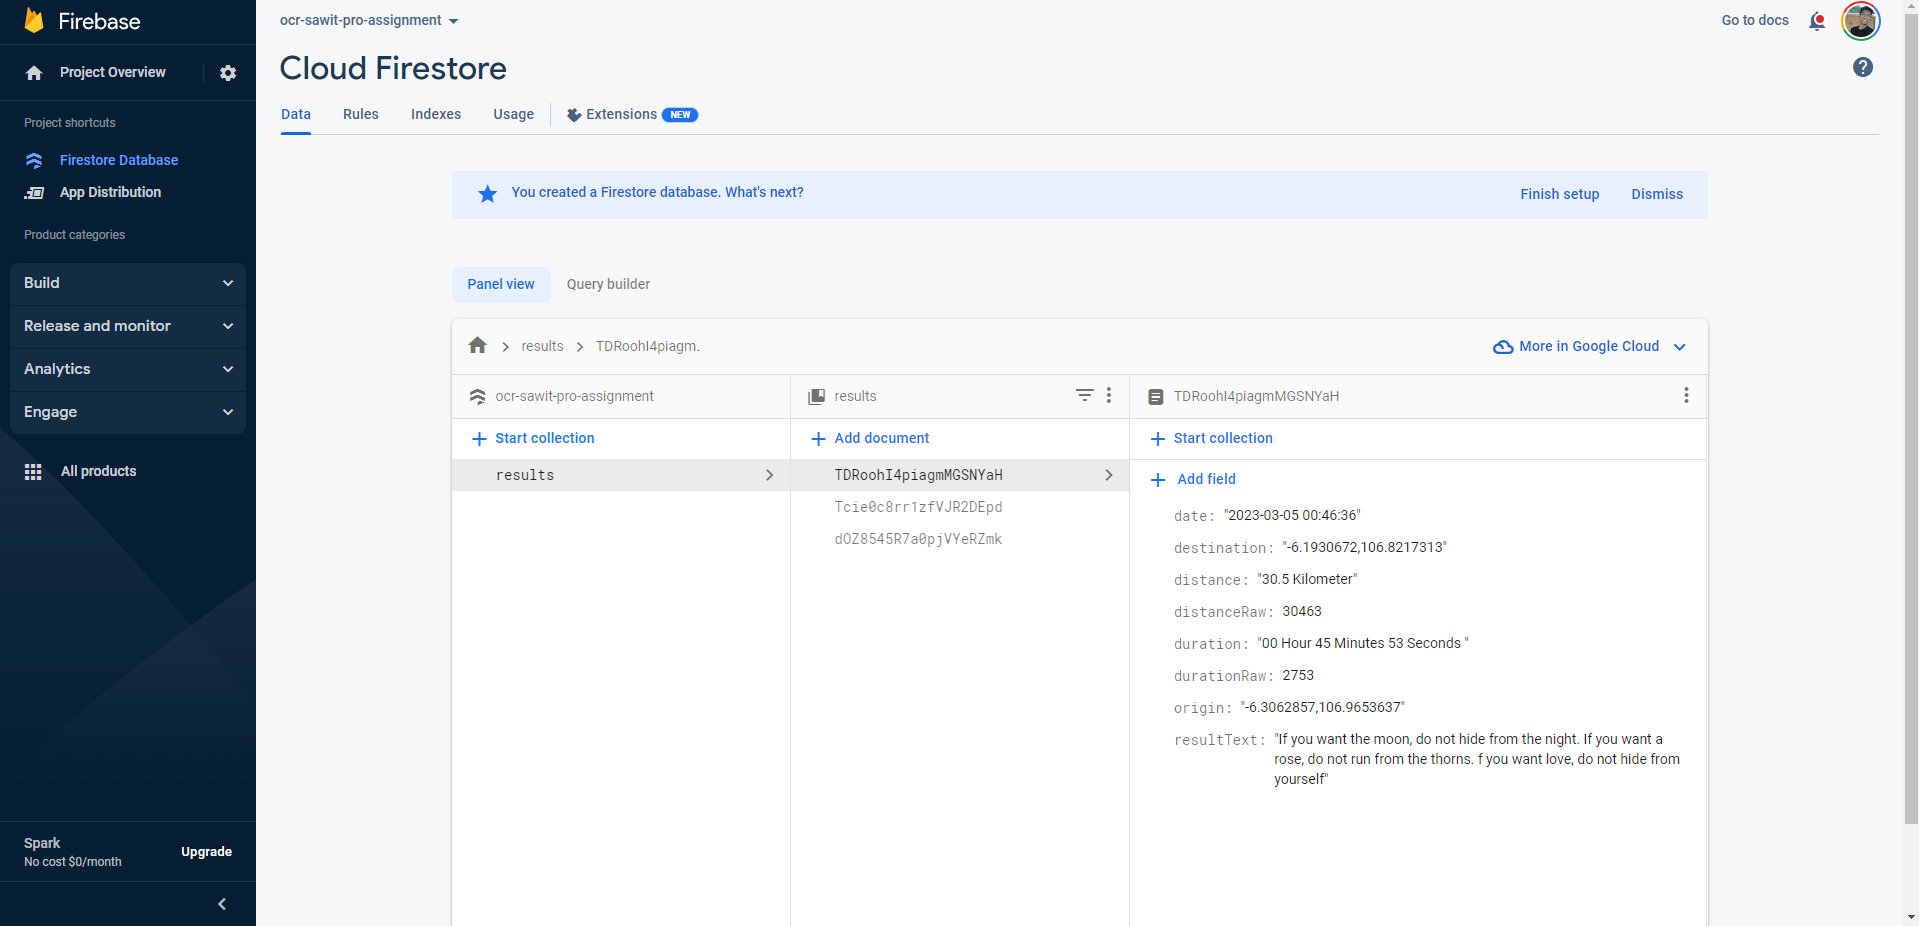 Firebase
Project Overview
Project shortcuts
Firestore Database
App Distribution
Product categories
Build
Release and monitor
Analytics
Engage
All products
Spark
No cost $0/month
Upgrade
ocr-sawit-pro-assignment
Go to docs
Cloud Firestore
Data Rules Indexes Usage Extensions NEW
You created a Firestore database. What's next?
Finish setup Dismiss
Panel view Query builder
results TDRoohI4piagm.
More in Google Cloud
ocr-sawit-pro-assignment
Start collection
results
results
Add document
TDRoohI4piagmMGSNYaH
Tcie0c8rr1zfVJR2DEpd
dOZ8545R7a0pjVYeRZmk
TDRoohI4piagmMGSNYaH
Start collection
Add field
date: "2023-03-05 00:46:36"
destination: "-6.1930672,106.8217313"
distance: "30.5 Kilometer"
distanceRaw: 30463
duration: "00 Hour 45 Minutes 53 Seconds "
durationRaw: 2753
origin: "-6.3062857,106.9653637"
resultText: "If you want the moon, do not hide from the night. If you want a
rose, do not run from the thorns. f you want love, do not hide from
yourself"